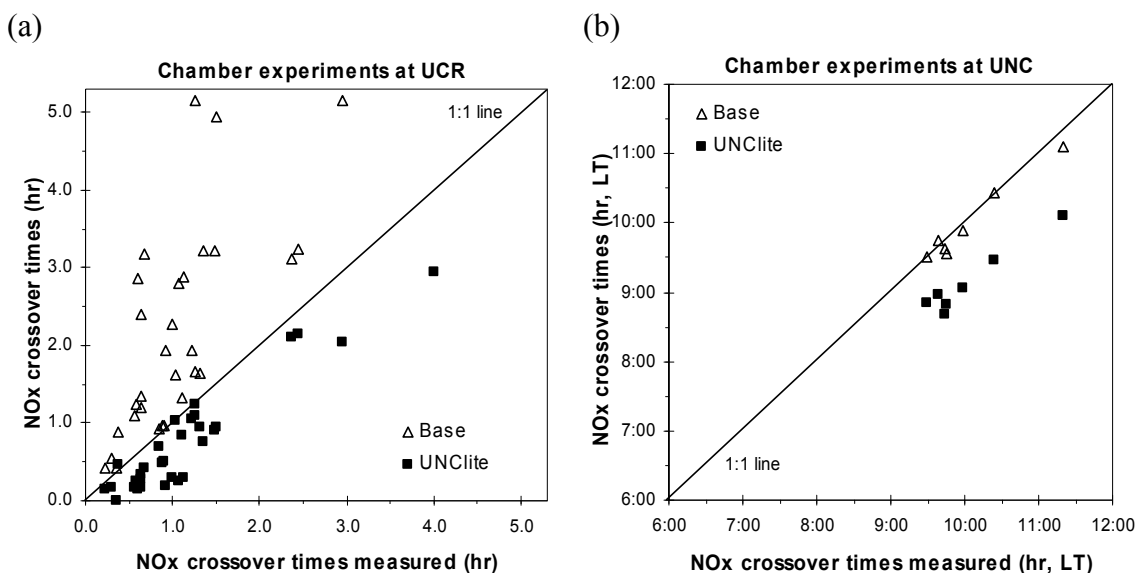 (a)
Chamber experiments at UCR
NOx crossover times (hr)
5.0
4.0
3.0
2.0
1.0
0.0
1:1 line
Base
UNClite
0.0 1.0 2.0 3.0 4.0 5.0
NOx crossover times measured (hr)
(b)
Chamber experiments at UNC
NOx crossover times (hr, LT)
12:00
11:00
10:00
9:00
8:00
7:00
6:00
Base
UNClite
1:1 line
6:00 7:00 8:00 9:00 10:00 11:00 12:00
NOx crossover times measured (hr, LT)